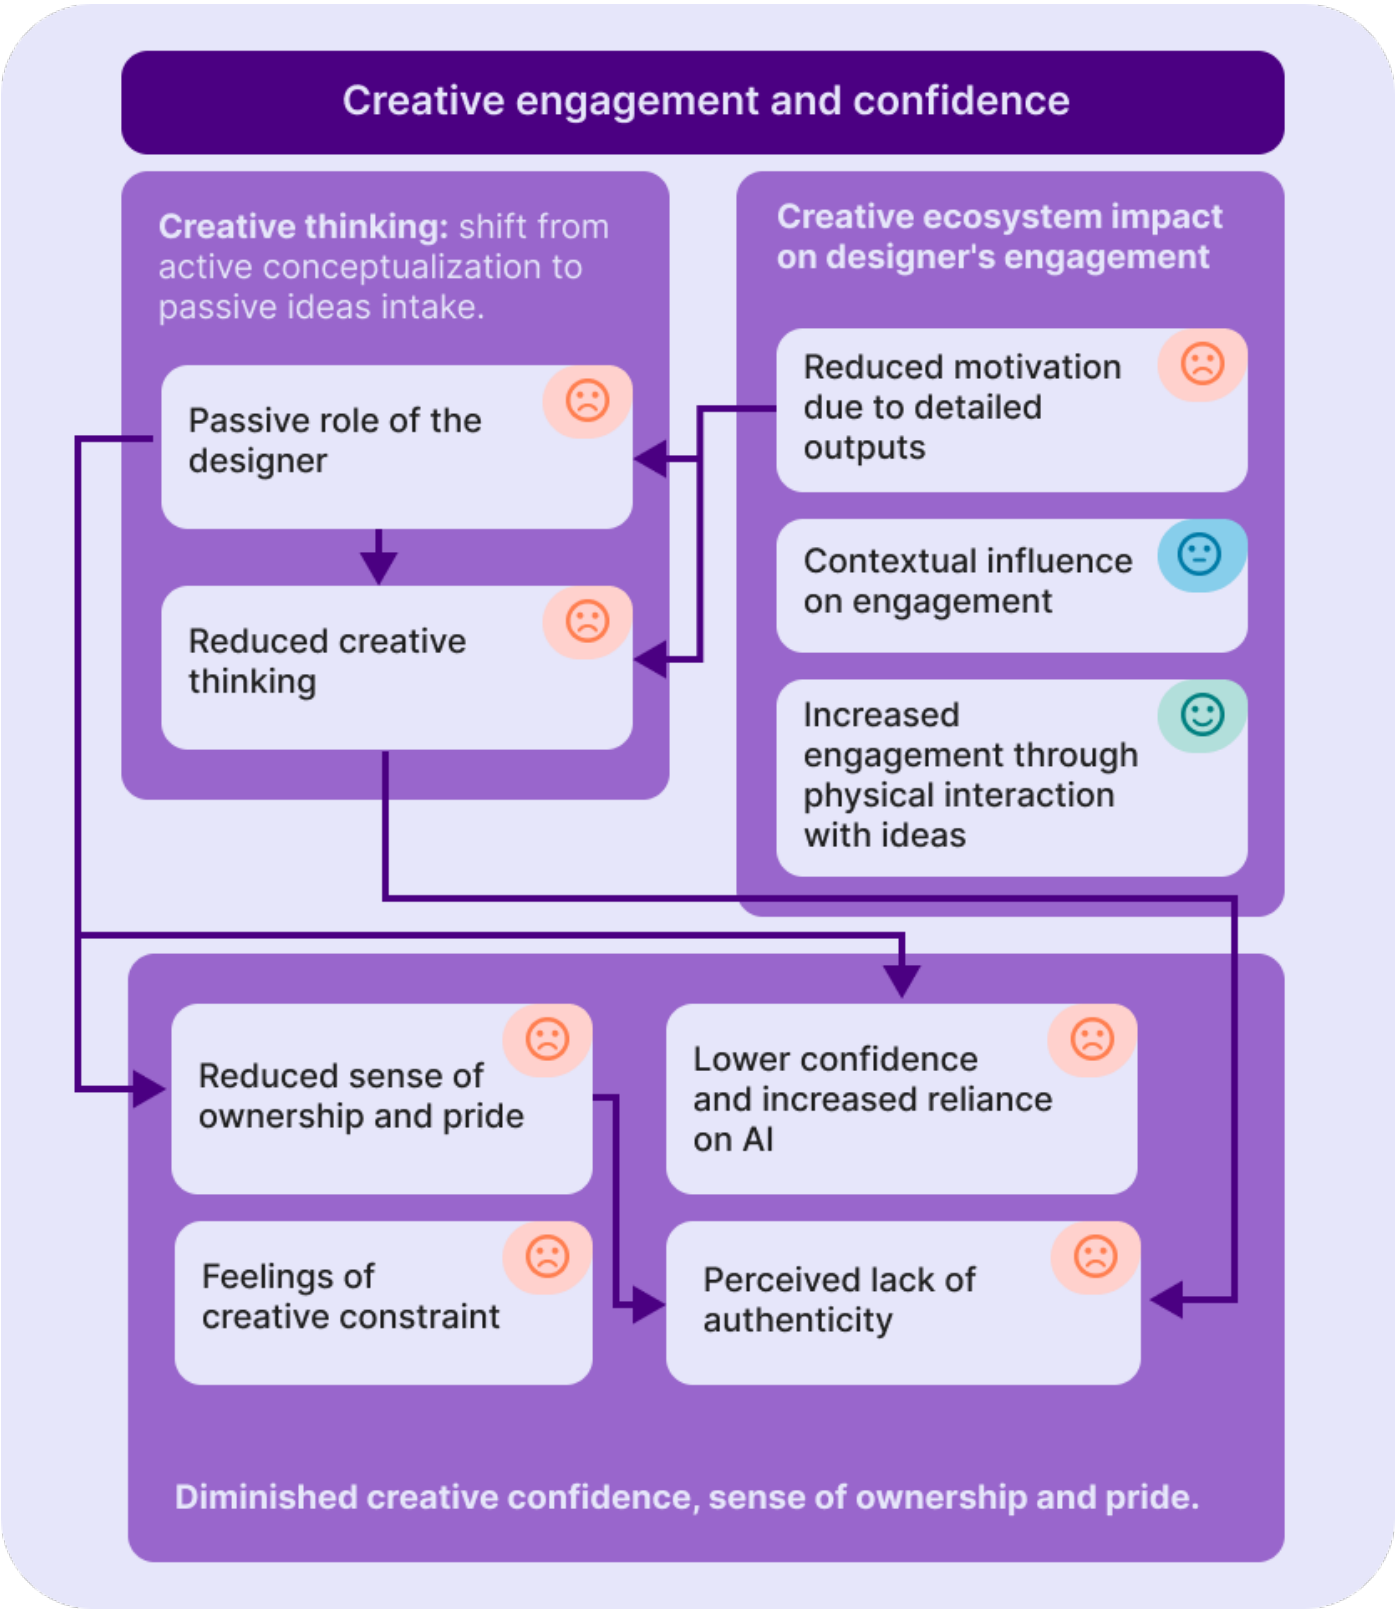 Creative engagement and confidence
Creative thinking: shift from
active conceptualization to
passive ideas intake.
Passive role of the
designer
Reduced creative
thinking
Creative ecosystem impact
on designer's engagement
Reduced motivation
due to detailed
outputs
Contextual influence
on engagement
Increased
engagement through
physical interaction
with ideas
Reduced sense of
ownership and pride
Lower confidence
and increased reliance
on AI
Feelings of
creative constraint
Perceived lack of
authenticity
Diminished creative confidence, sense of ownership and pride.